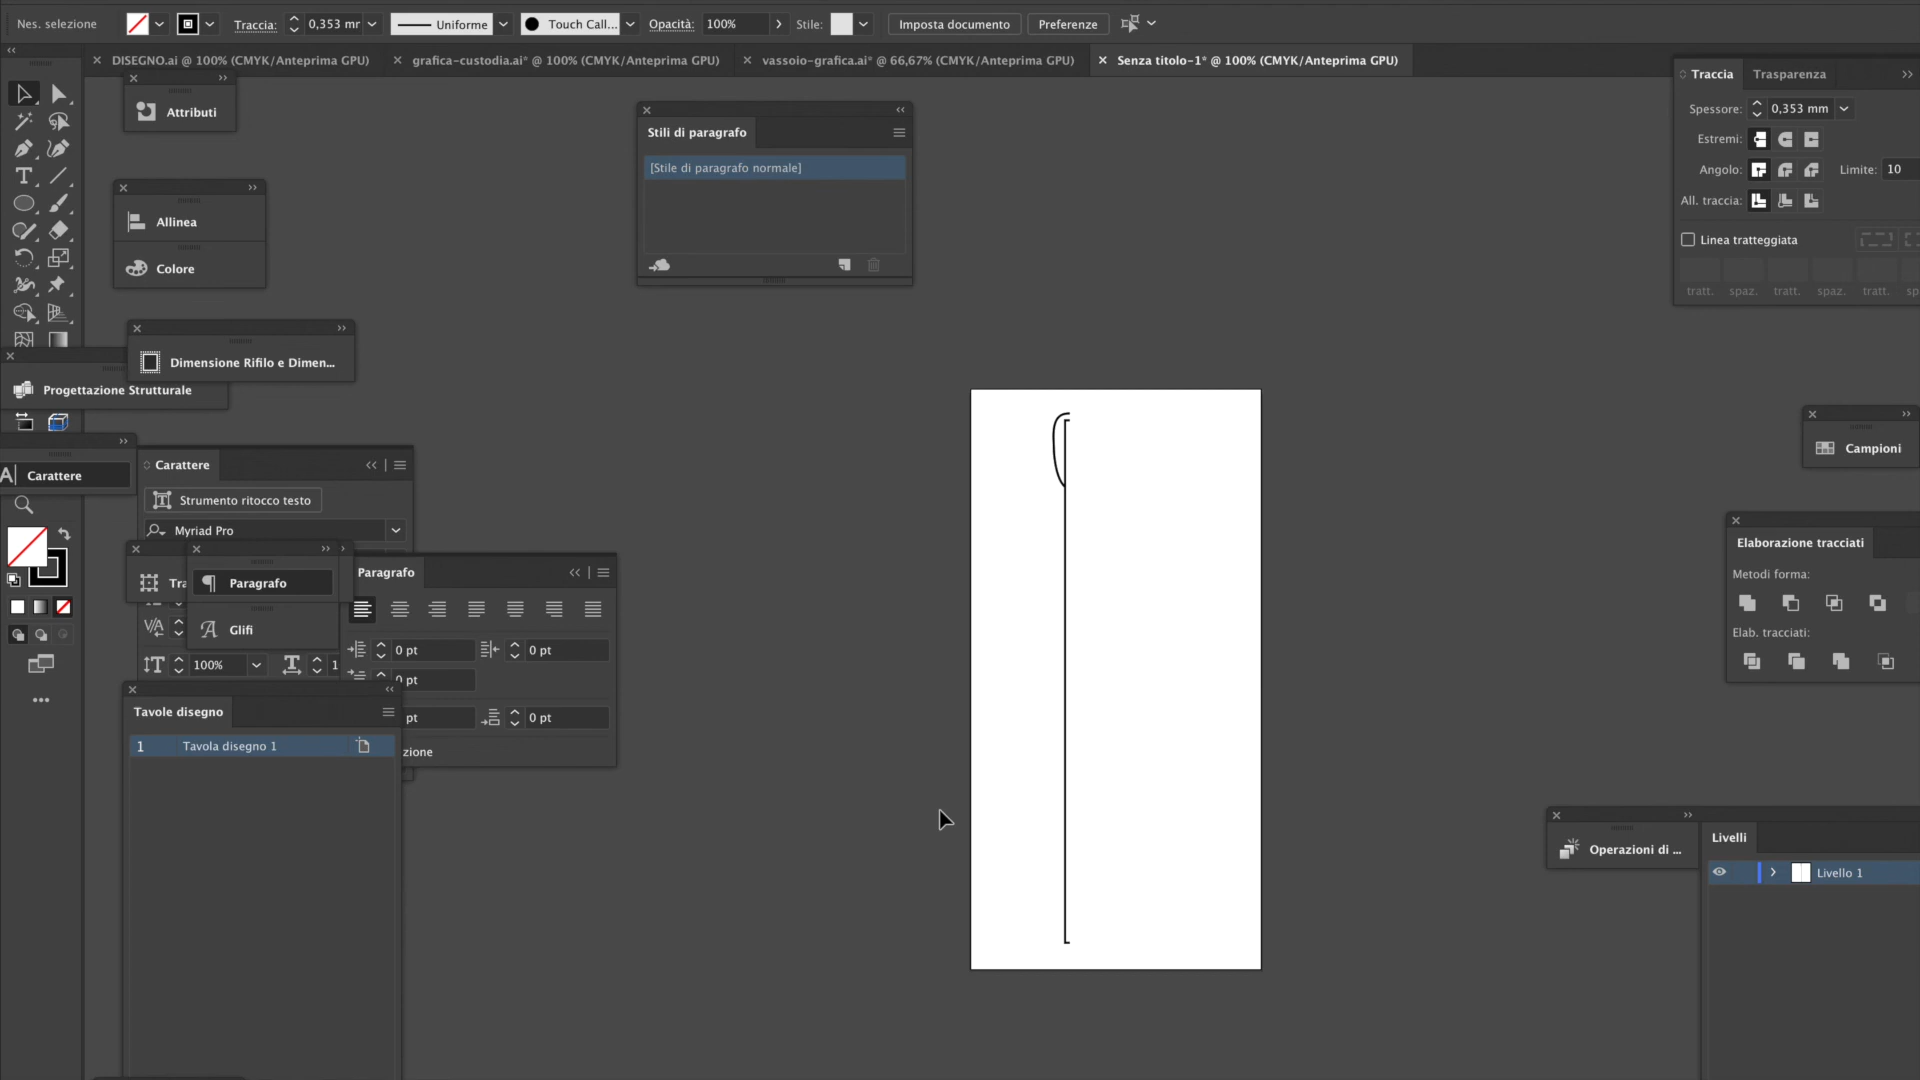 Nes. selezione
Traccia:
0,353 mr
Uniforme
Touch Call...
Opacità:
100%
Stile:
Imposta documento
Preferenze
DISEGNO.ai @ 100% (CMYK/Anteprima GPU)
grafica-custodia.ai* @ 100% (CMYK/Anteprima GPU)
vassoio-grafica.ai* @ 66,67% (CMYK/Anteprima GPU)
Senza titolo-1* @ 100% (CMYK/Anteprima GPU)
Attributi
Allinea
Colore
Dimensione Rifilo e Dimen...
Progettazione Strutturale
Carattere
Carattere
Strumento ritocco testo
Myriad Pro
Tra
Paragrafo
Glifi
100%
1
Paragrafo
0 pt
0 pt
0 pt
pt
0 pt
zione
Tavole disegno
1 Tavola disegno 1
Stili di paragrafo
[Stile di paragrafo normale]
Traccia
Trasparenza
Spessore:
0,353 mm
Estremi:
Angolo:
Limite:
10
All. traccia:
Linea tratteggiata
tratt.
spaz.
tratt.
spaz.
tratt.
sp
Campioni
Elaborazione tracciati
Metodi forma:
Elab. tracciati:
Operazioni di ...
Livelli
Livello 1